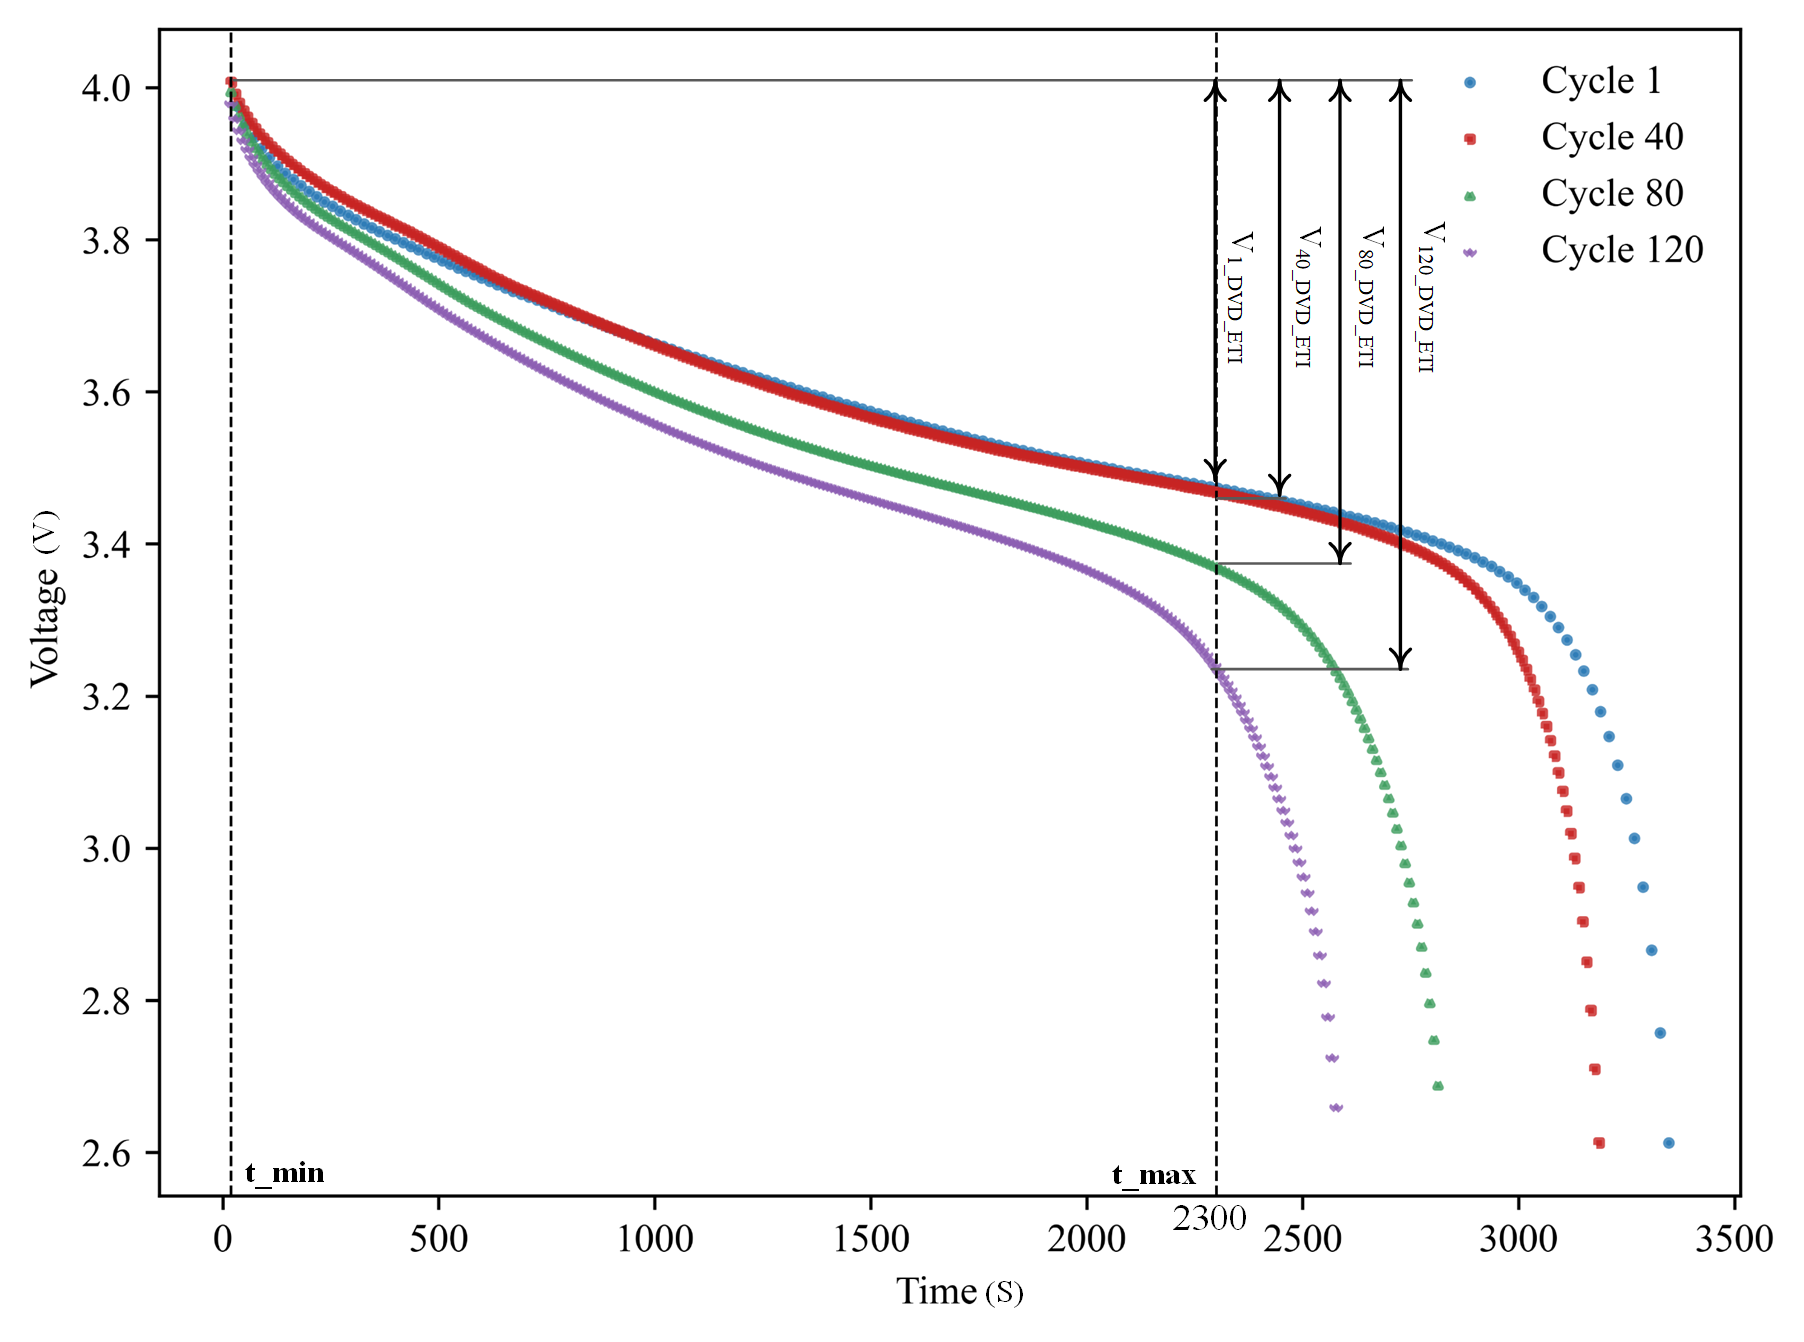 Cycle 1
Cycle 40
Cycle 80
Cycle 120
V1_DVD_ETI
V40_DVD_ETI
V80_DVD_ETI
V120_DVD_ETI
4.0
3.8
3.6
3.4
3.2
3.0
2.8
2.6
Voltage (V)
t_min
t_max
2300
0
500
1000
1500
2000
2500
3000
3500
Time (S)